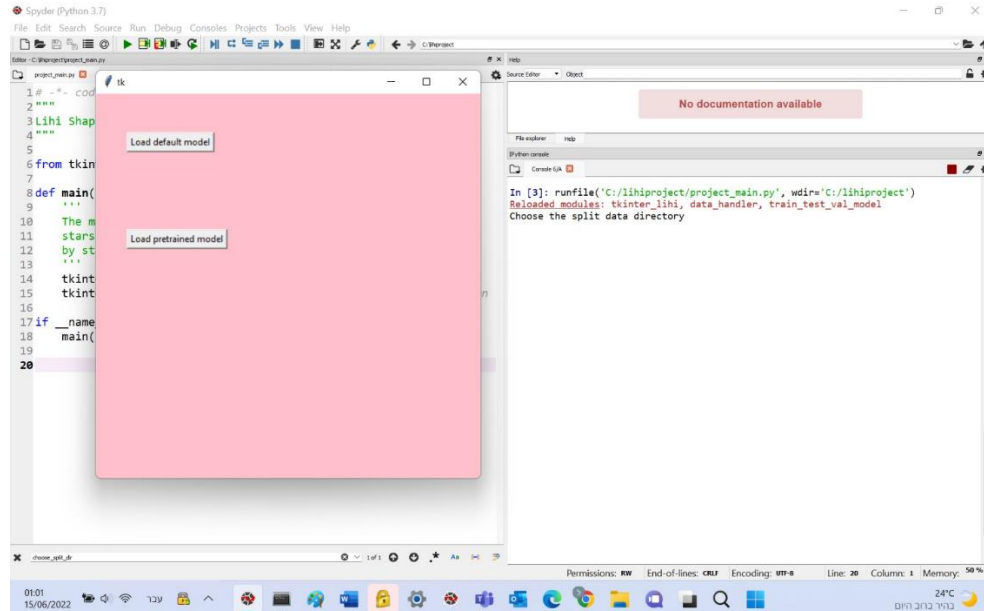 Spyder (Python 3.7)
File Edit Search Source Run Debug Consoles Projects Tools View Help
C:\lihiproject
Editor - C:\lihiproject\project_main.py
project_main.py
1 # -*- cod
2 """
3 Lihi Shap
4 """
5
6 from tkin
7
8 def main(
9 '''
10 The m
11 stars
12 by st
13 '''
14 tkint
15 tkint
n
16
17 if __name
18 main(
19
20
tk
Load default model
Load pretrained model
choose_split_dir
1 of 1
Aa
Help
Source Editor Object
No documentation available
File explorer Help
IPython console
Console 6/A
In [3]: runfile('C:/lihiproject/project_main.py', wdir='C:/lihiproject')
Reloaded modules: tkinter_lihi, data_handler, train_test_val_model
Choose the split data directory
Permissions: RW End-of-lines: CRLF Encoding: UTF-8 Line: 20 Column: 1 Memory: 50 %
01:01
15/06/2022
עבר
24°C
בהיר ברוב היום